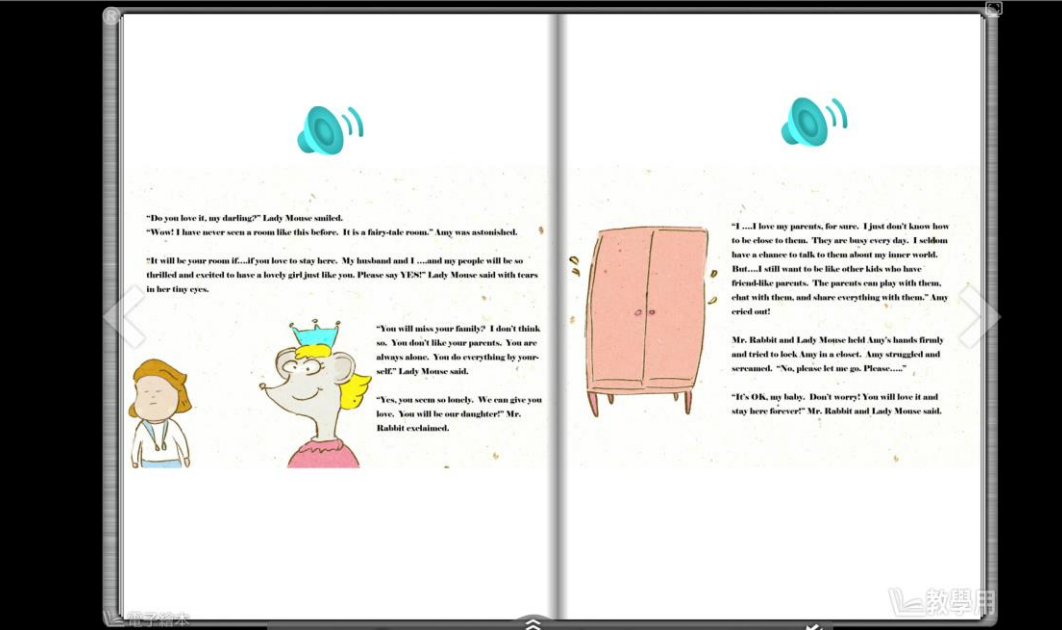 “Do you love it, my darling?” Lady Mouse smiled.
“Wow! I have never seen a room like this before. It is a fairy-tale room.” Amy was astonished.
“It will be your room if....if you love to stay here. My husband and I ....and my people will be so
thrilled and excited to have a lovely girl just like you. Please say YES!” Lady Mouse said with tears
in her tiny eyes.
“You will miss your family? I don’t think
so. You don’t like your parents. You are
always alone. You do everything by your-
self.” Lady Mouse said.
“Yes, you seem so lonely. We can give you
love. You will be our daughter!” Mr.
Rabbit exclaimed.
“I ....I love my parents, for sure. I just don’t know how
to be close to them. They are busy every day. I seldom
have a chance to talk to them about my inner world.
But....I still want to be like other kids who have
friend-like parents. The parents can play with them,
chat with them, and share everything with them.” Amy
cried out!
Mr. Rabbit and Lady Mouse held Amy’s hands firmly
and tried to lock Amy in a closet. Amy struggled and
screamed. “No, please let me go. Please.....”
“It’s OK, my baby. Don’t worry! You will love it and
stay here forever!” Mr. Rabbit and Lady Mouse said.
電子繪本
教學用